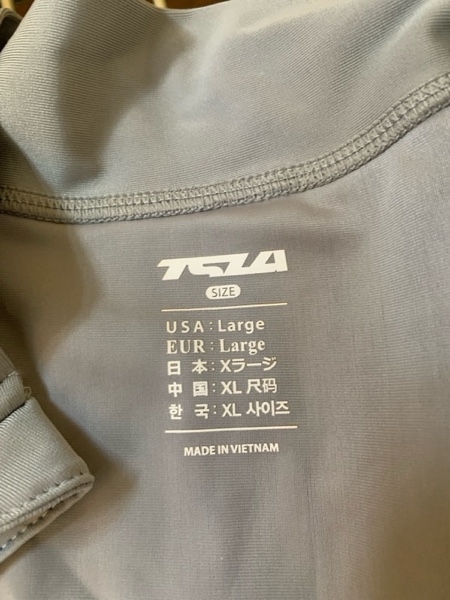 TSLA
SIZE
USA : Large
EUR : Large
日 本 : Xラージ
中 国 : XL 尺码
한 국 : XL 사이즈
MADE IN VIETNAM